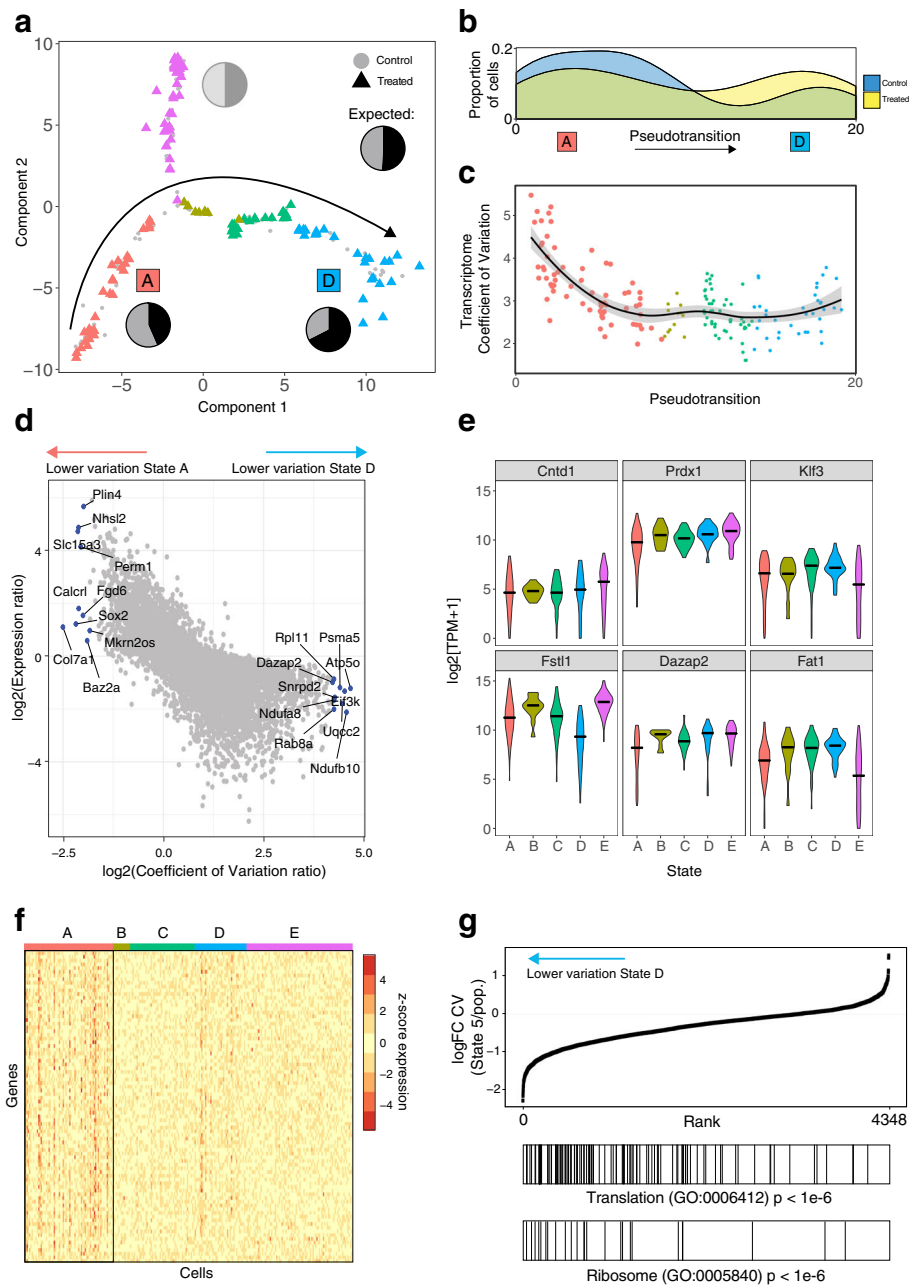 a
10
5
0
−5
−10
Component 2
−5
0
5
10
Component 1
Control
Treated
Expected:
A
D
b
0.2
0
Proportion
of cells
0
Pseudotransition
20
A
D
Control
Treated
c
5
4
3
2
Transcriptome
Coefficient of Variation
0
20
Pseudotransition
d
Lower variation State A
Lower variation State D
Plin4
Nhsl2
Slc15a3
Perm1
Calcrl
Fgd6
Sox2
Mkrn2os
Col7a1
Baz2a
Rpl11
Psma5
Dazap2
Atp5o
Snrpd2
Eif3k
Ndufa8
Uqcc2
Rab8a
Ndufb10
4
0
−4
log2(Expression ratio)
−2.5
0.0
2.5
5.0
log2(Coefficient of Variation ratio)
e
Cntd1
Prdx1
Klf3
15
10
5
0
log2[TPM+1]
Fstl1
Dazap2
Fat1
15
10
5
0
A B C D E
A B C D E
A B C D E
State
f
A B C D E
Genes
Cells
4
2
0
−2
−4
z-score expression
g
Lower variation State D
1
0
−1
−2
logFC CV
(State 5/pop.)
0
Rank
4348
Translation (GO:0006412) p < 1e-6
Ribosome (GO:0005840) p < 1e-6